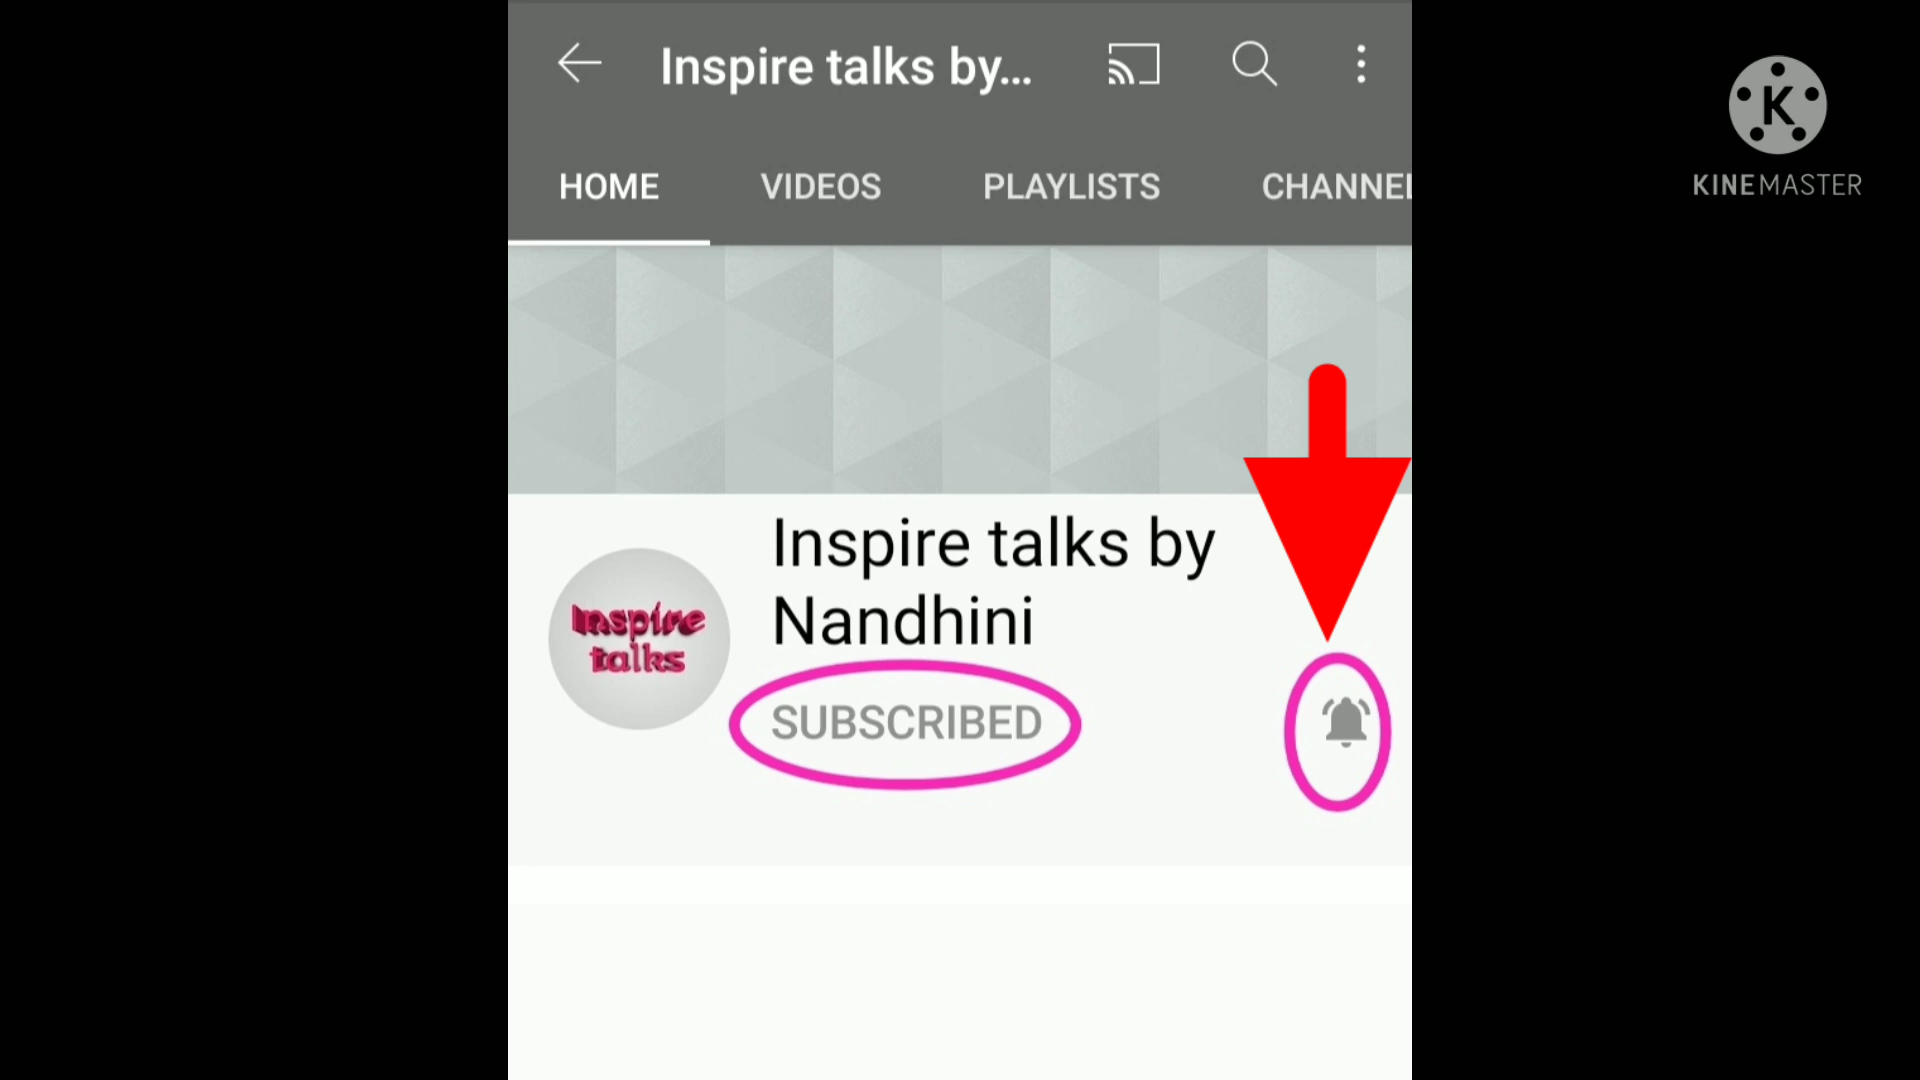 Inspire talks by...
HOME VIDEOS PLAYLISTS CHANNEL
K
KINEMASTER
Inspire talks by
Nandhini
Inspire
talks
SUBSCRIBED